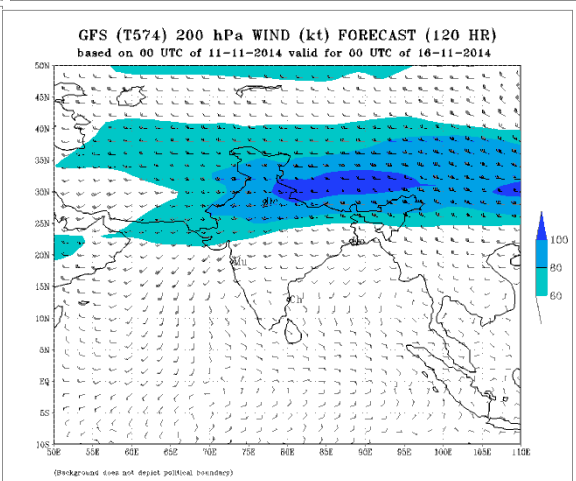 GFS (T574) 200 hPa WIND (kt) FORECAST (120 HR)
based on 00 UTC of 11-11-2014 valid for 00 UTC of 16-11-2014
50N
45N
40N
35N
30N
25N
20N
15N
10N
5N
EQ
5S
10S
Mu
Ch
100
80
60
50E 55E 60E 65E 70E 75E 80E 85E 90E 95E 100E 105E 110E
(Background does not depict political boundary)